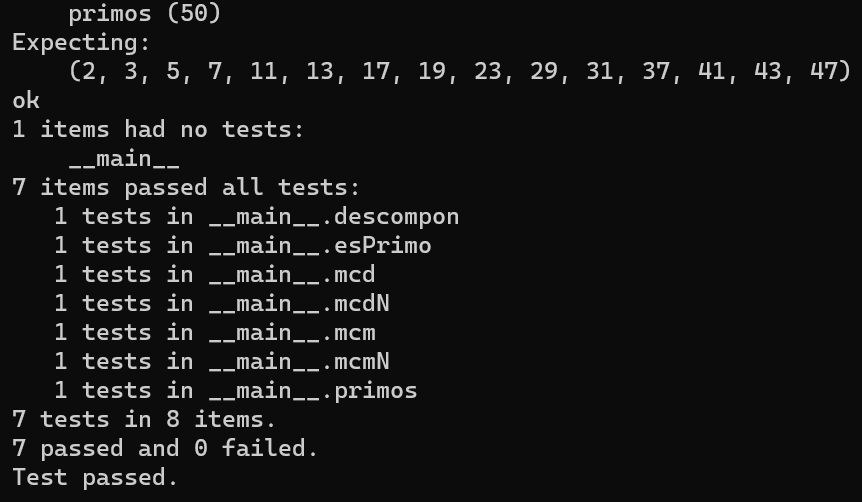 primos (50)
Expecting:
(2, 3, 5, 7, 11, 13, 17, 19, 23, 29, 31, 37, 41, 43, 47)
ok
1 items had no tests:
__main__
7 items passed all tests:
1 tests in __main__.descompon
1 tests in __main__.esPrimo
1 tests in __main__.mcd
1 tests in __main__.mcdN
1 tests in __main__.mcm
1 tests in __main__.mcmN
1 tests in __main__.primos
7 tests in 8 items.
7 passed and 0 failed.
Test passed.